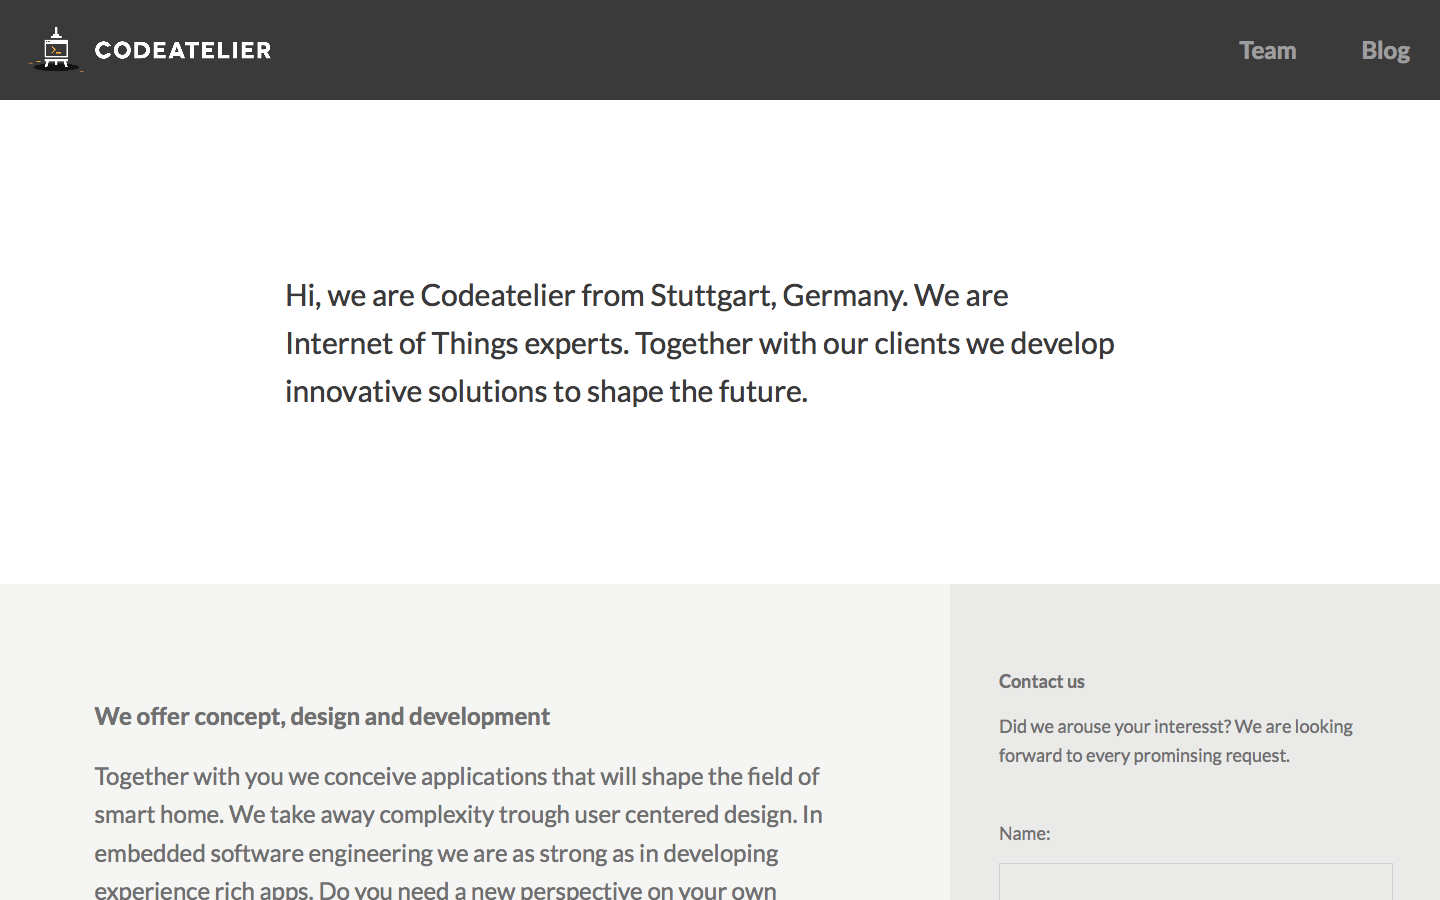 CODEATELIER
Team
Blog
Hi, we are Codeatelier from Stuttgart, Germany. We are
Internet of Things experts. Together with our clients we develop
innovative solutions to shape the future.
We offer concept, design and development
Together with you we conceive applications that will shape the field of
smart home. We take away complexity trough user centered design. In
embedded software engineering we are as strong as in developing
experience rich apps. Do you need a new perspective on your own
Contact us
Did we arouse your interesst? We are looking
forward to every prominsing request.
Name: